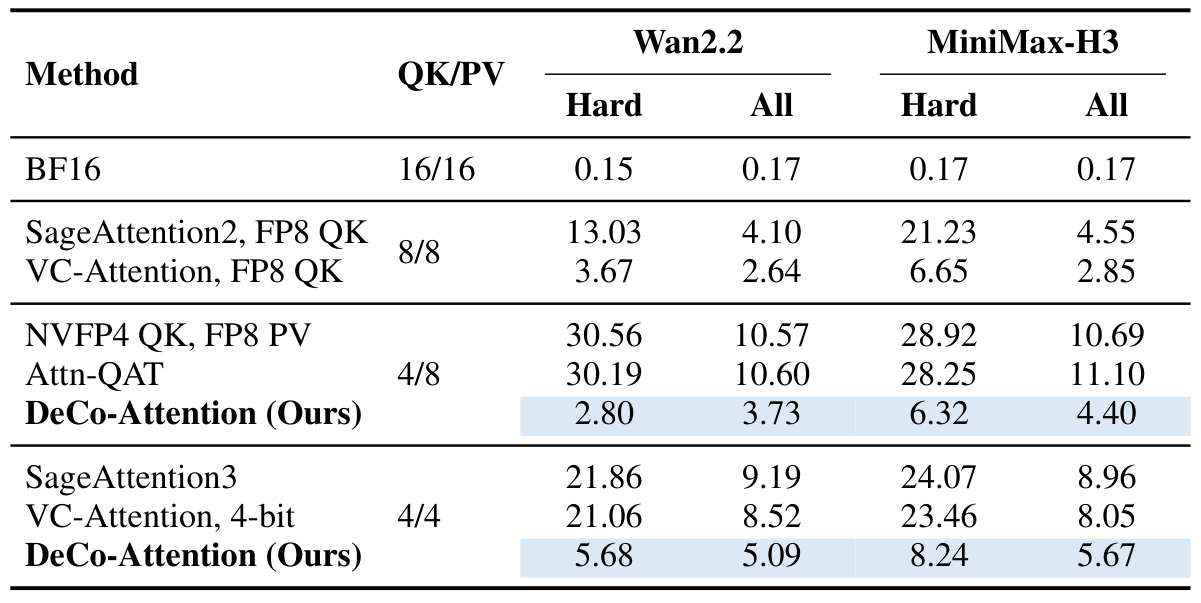 Method QK/PV Wan2.2 MiniMax-H3
Hard All Hard All
BF16 16/16 0.15 0.17 0.17 0.17
SageAttention2, FP8 QK 8/8 13.03 4.10 21.23 4.55
VC-Attention, FP8 QK 3.67 2.64 6.65 2.85
NVFP4 QK, FP8 PV 30.56 10.57 28.92 10.69
Attn-QAT 4/8 30.19 10.60 28.25 11.10
DeCo-Attention (Ours) 2.80 3.73 6.32 4.40
SageAttention3 21.86 9.19 24.07 8.96
VC-Attention, 4-bit 4/4 21.06 8.52 23.46 8.05
DeCo-Attention (Ours) 5.68 5.09 8.24 5.67